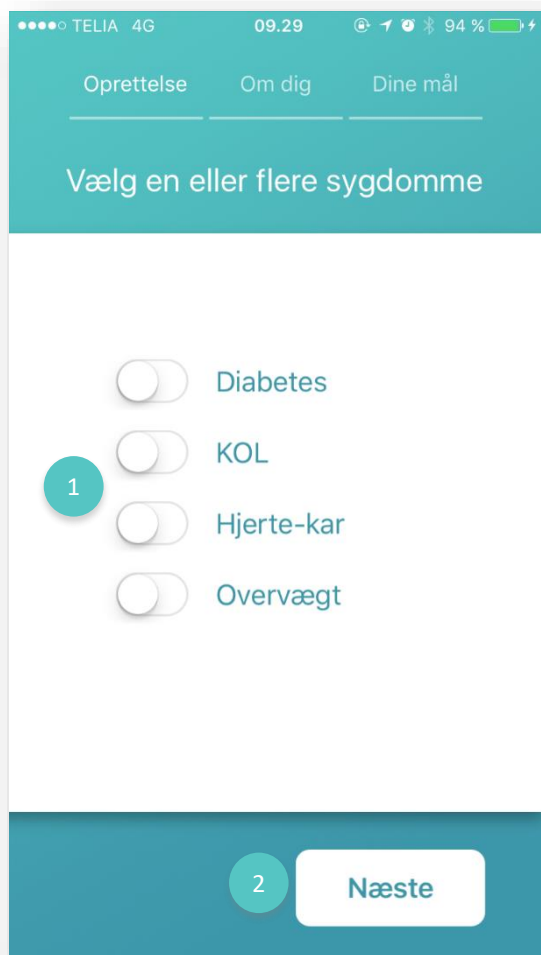 TELIA 4G 09.29 94 %
Oprettelse Om dig Dine mål
Vælg en eller flere sygdomme
Diabetes
KOL
1
Hjerte-kar
Overvægt
2 Næste